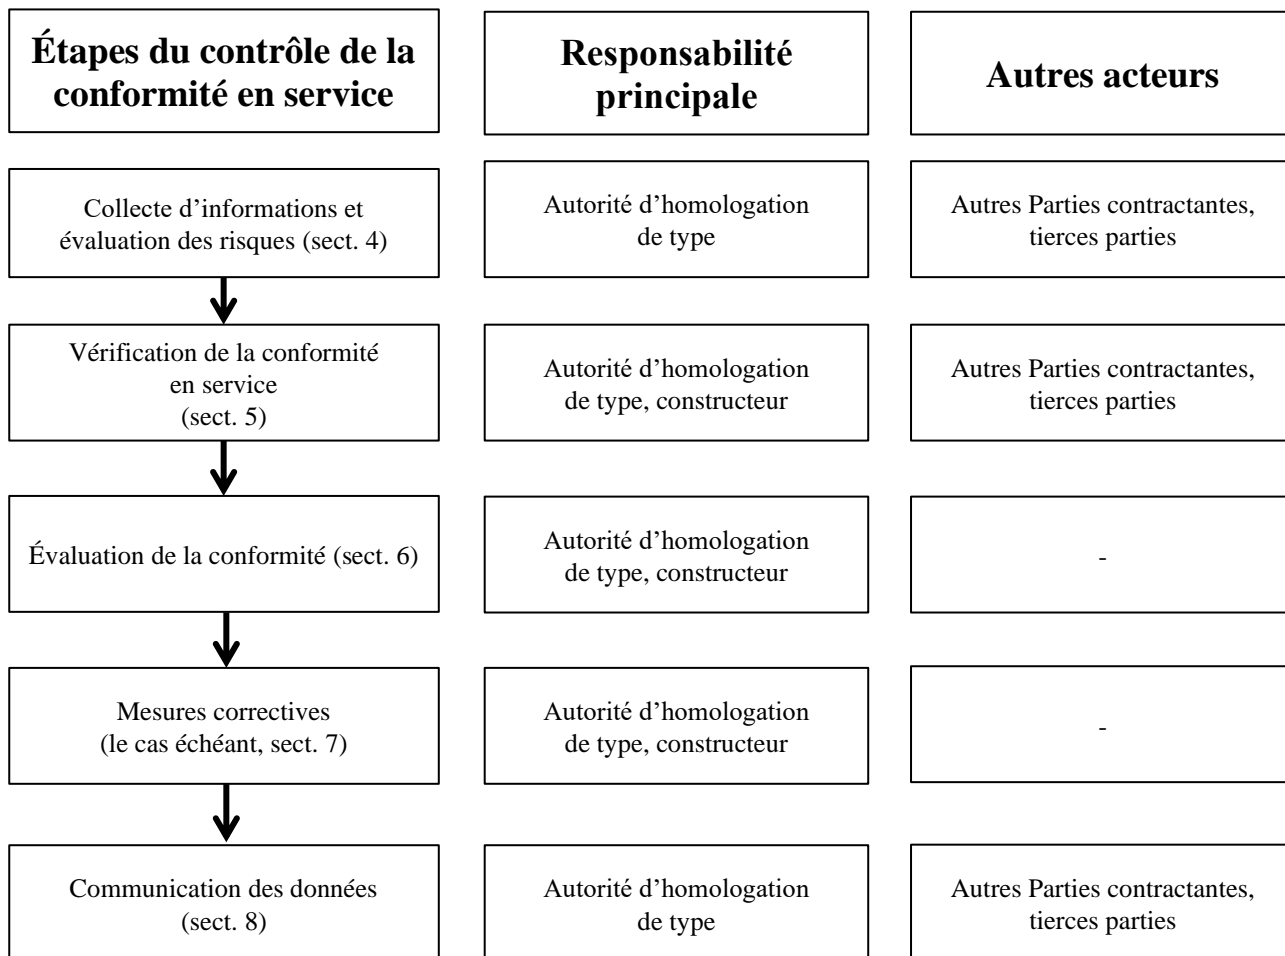 Étapes du contrôle de la
conformité en service
Responsabilité
principale
Autres acteurs
Collecte d’informations et
évaluation des risques (sect. 4)
Autorité d’homologation
de type
Autres Parties contractantes,
tierces parties
Vérification de la conformité
en service
(sect. 5)
Autorité d’homologation
de type, constructeur
Autres Parties contractantes,
tierces parties
Évaluation de la conformité (sect. 6)
Autorité d’homologation
de type, constructeur
-
Mesures correctives
(le cas échéant, sect. 7)
Autorité d’homologation
de type, constructeur
-
Communication des données
(sect. 8)
Autorité d’homologation
de type
Autres Parties contractantes,
tierces parties